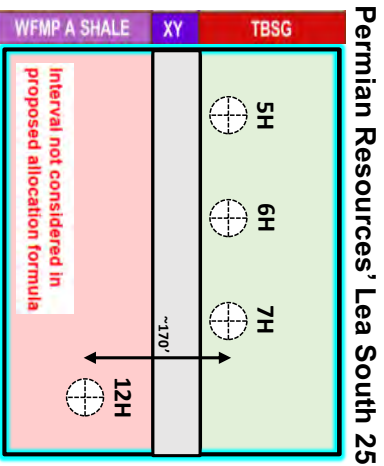 Permian Resources' Lea South 25
TBSG
XY
WFMP A SHALE
5H
6H
7H
~170'
12H
Interval not considered in
proposed allocation formula